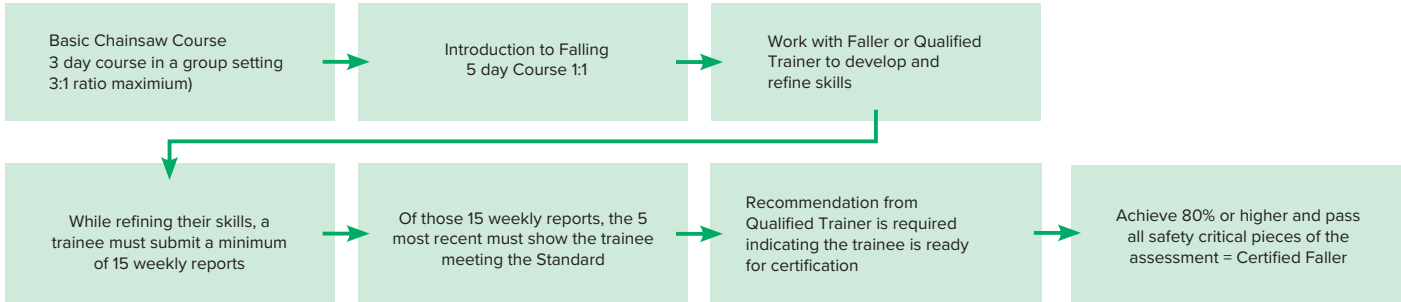 Basic Chainsaw Course
3 day course in a group setting
3:1 ratio maximium)
Introduction to Falling
5 day Course 1:1
Work with Faller or Qualified
Trainer to develop and
refine skills
While refining their skills, a
trainee must submit a minimum
of 15 weekly reports
Of those 15 weekly reports, the 5
most recent must show the trainee
meeting the Standard
Recommendation from
Qualified Trainer is required
indicating the trainee is ready
for certification
Achieve 80% or higher and pass
all safety critical pieces of the
assessment = Certified Faller